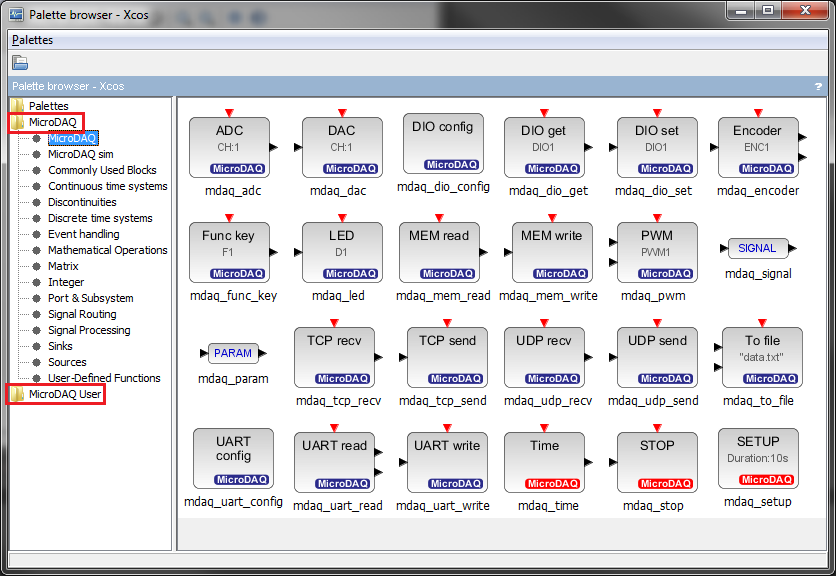 Palette browser - Xcos
Palettes
Palette browser - Xcos ?
Palettes
MicroDAQ
MicroDAQ
MicroDAQ sim
Commonly Used Blocks
Continuous time systems
Discontinuities
Discrete time systems
Event handling
Mathematical Operations
Matrix
Integer
Port & Subsystem
Signal Routing
Signal Processing
Sinks
Sources
User-Defined Functions
MicroDAQ User
ADC
CH:1
MicroDAQ
mdaq_adc
DAC
CH:1
MicroDAQ
mdaq_dac
DIO config
MicroDAQ
mdaq_dio_config
DIO get
DIO1
MicroDAQ
mdaq_dio_get
DIO set
DIO1
MicroDAQ
mdaq_dio_set
Encoder
ENC1
MicroDAQ
mdaq_encoder
Func key
F1
MicroDAQ
mdaq_func_key
LED
D1
MicroDAQ
mdaq_led
MEM read
MicroDAQ
mdaq_mem_read
MEM write
MicroDAQ
mdaq_mem_write
PWM
PWM1
MicroDAQ
mdaq_pwm
SIGNAL
mdaq_signal
PARAM
mdaq_param
TCP recv
MicroDAQ
mdaq_tcp_recv
TCP send
MicroDAQ
mdaq_tcp_send
UDP recv
MicroDAQ
mdaq_udp_recv
UDP send
MicroDAQ
mdaq_udp_send
To file
"data.txt"
MicroDAQ
mdaq_to_file
UART
config
MicroDAQ
mdaq_uart_config
UART read
MicroDAQ
mdaq_uart_read
UART write
MicroDAQ
mdaq_uart_write
Time
MicroDAQ
mdaq_time
STOP
MicroDAQ
mdaq_stop
SETUP
Duration:10s
MicroDAQ
mdaq_setup